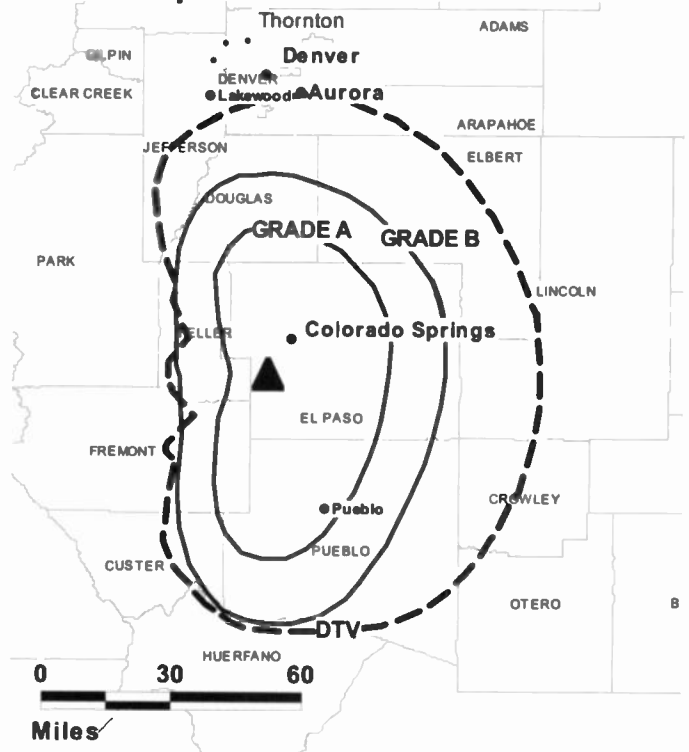 Thornton
ADAMS
GILPIN
Denver
DENVER
CLEAR CREEK
Lakewood
Aurora
ARAPAHOE
JEFFERSON
ELBERT
DOUGLAS
GRADE A
GRADE B
PARK
LINCOLN
Colorado Springs
TELLER
EL PASO
FREMONT
CROWLEY
Pueblo
PUEBLO
CUSTER
OTERO
B
DTV
HUERFANO
0 30 60
Miles